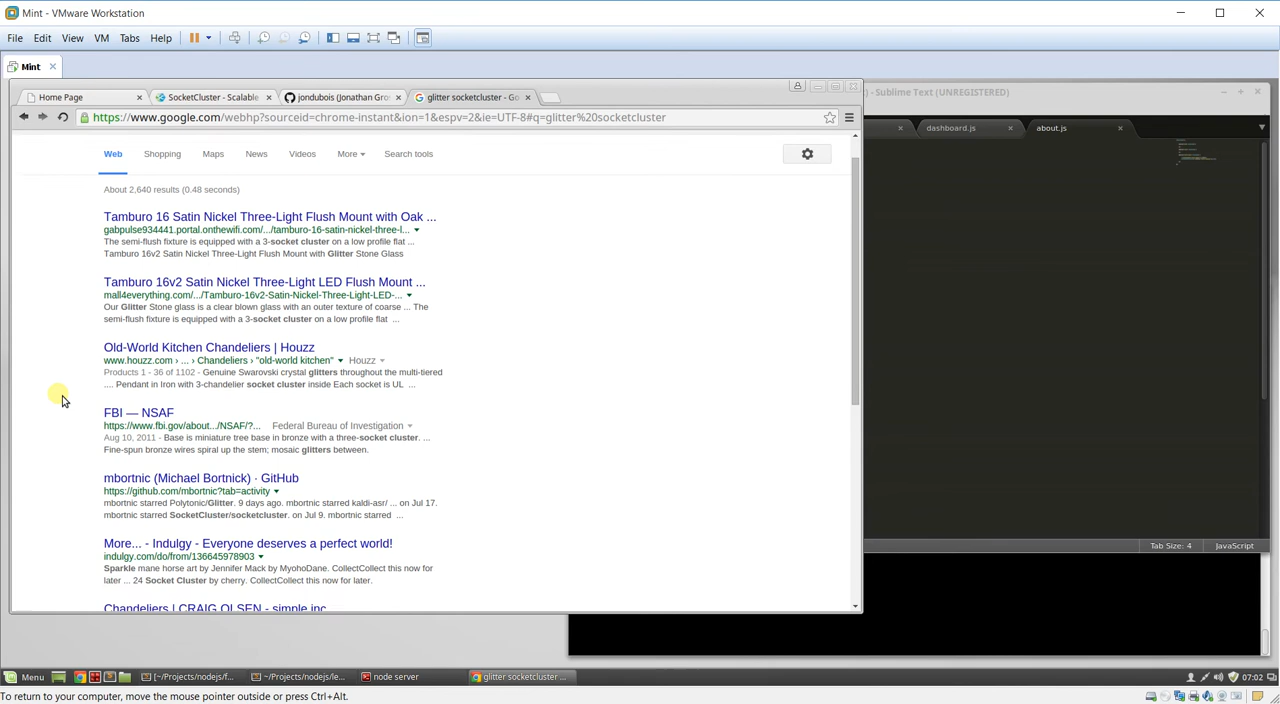 Mint - VMware Workstation
File Edit View VM Tabs Help
Mint
- Sublime Text (UNREGISTERED)
Home Page
SocketCluster - Scalable
jondubois (Jonathan Gro
glitter socketcluster - Go
https://www.google.com/webhp?sourceid=chrome-instant&ion=1&espv=2&ie=UTF-8#q=glitter%20socketcluster
dashboard.js
about.js
Web Shopping Maps News Videos More Search tools
About 2,640 results (0.48 seconds)
Tamburo 16 Satin Nickel Three-Light Flush Mount with Oak ...
gabpulse934441.portal.onthewifi.com/.../tamburo-16-satin-nickel-three-l...
The semi-flush fixture is equipped with a 3-socket cluster on a low profile flat ...
Tamburo 16v2 Satin Nickel Three-Light Flush Mount with Glitter Stone Glass
Tamburo 16v2 Satin Nickel Three-Light LED Flush Mount ...
mall4everything.com/.../Tamburo-16v2-Satin-Nickel-Three-Light-LED-...
Our Glitter Stone glass is a clear blown glass with an outer texture of coarse ... The
semi-flush fixture is equipped with a 3-socket cluster on a low profile flat ...
Old-World Kitchen Chandeliers | Houzz
www.houzz.com › ... › Chandeliers › "old-world kitchen" Houzz
Products 1 - 36 of 1102 - Genuine Swarovski crystal glitters throughout the multi-tiered
.... Pendant in Iron with 3-chandelier socket cluster inside Each socket is UL ...
FBI — NSAF
https://www.fbi.gov/about.../NSAF/?... Federal Bureau of Investigation
Aug 10, 2011 - Base is miniature tree base in bronze with a three-socket cluster. ...
Fine-spun bronze wires spiral up the stem; mosaic glitters between.
mbortnic (Michael Bortnick) · GitHub
https://github.com/mbortnic?tab=activity
mbortnic starred Polytonic/Glitter. 9 days ago. mbortnic starred kaldi-asr/ ... on Jul 17.
mbortnic starred SocketCluster/socketcluster. on Jul 9. mbortnic starred ...
More... - Indulgy - Everyone deserves a perfect world!
indulgy.com/do/from/136645978903
Sparkle mane horse art by Jennifer Mack by MyohoDane. CollectCollect this now for
later ... 24 Socket Cluster by cherry. CollectCollect this now for later.
Chandeliers | CRAIG OLSEN - simple inc
Tab Size: 4 JavaScript
Menu
[~/Projects/nodejs/f...
~/Projects/nodejs/le...
node server
glitter socketcluster ...
07:02
To return to your computer, move the mouse pointer outside or press Ctrl+Alt.